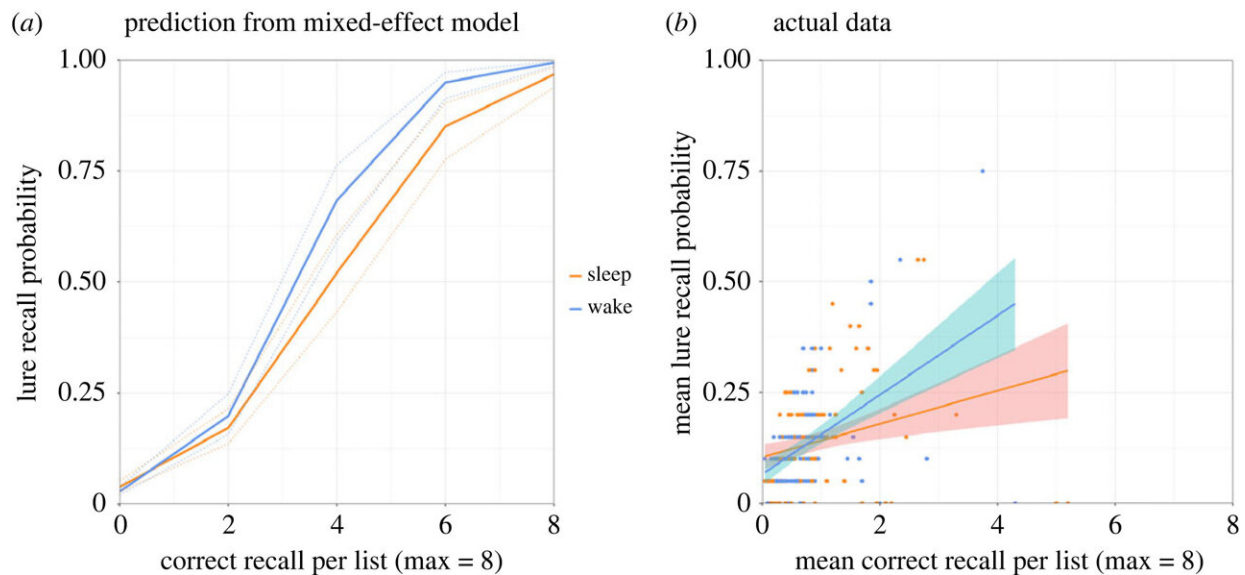 (a) prediction from mixed-effect model
1.00
0.75
0.50
0.25
0
lure recall probability
0 2 4 6 8
correct recall per list (max = 8)
sleep
wake
(b) actual data
1.00
0.75
0.50
0.25
0
mean lure recall probability
0 2 4 6 8
mean correct recall per list (max = 8)